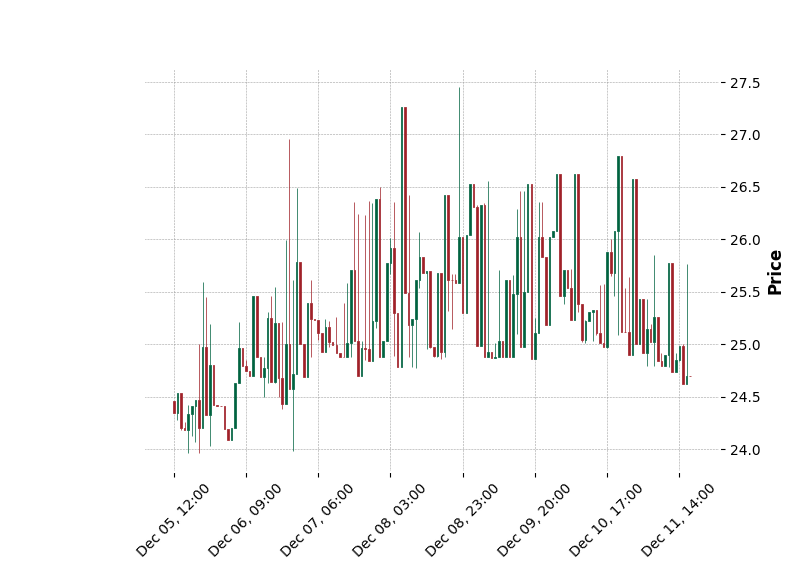 27.5
27.0
26.5
26.0
25.5
25.0
24.5
24.0
Price
Dec 05, 12:00
Dec 06, 09:00
Dec 07, 06:00
Dec 08, 03:00
Dec 08, 23:00
Dec 09, 20:00
Dec 10, 17:00
Dec 11, 14:00